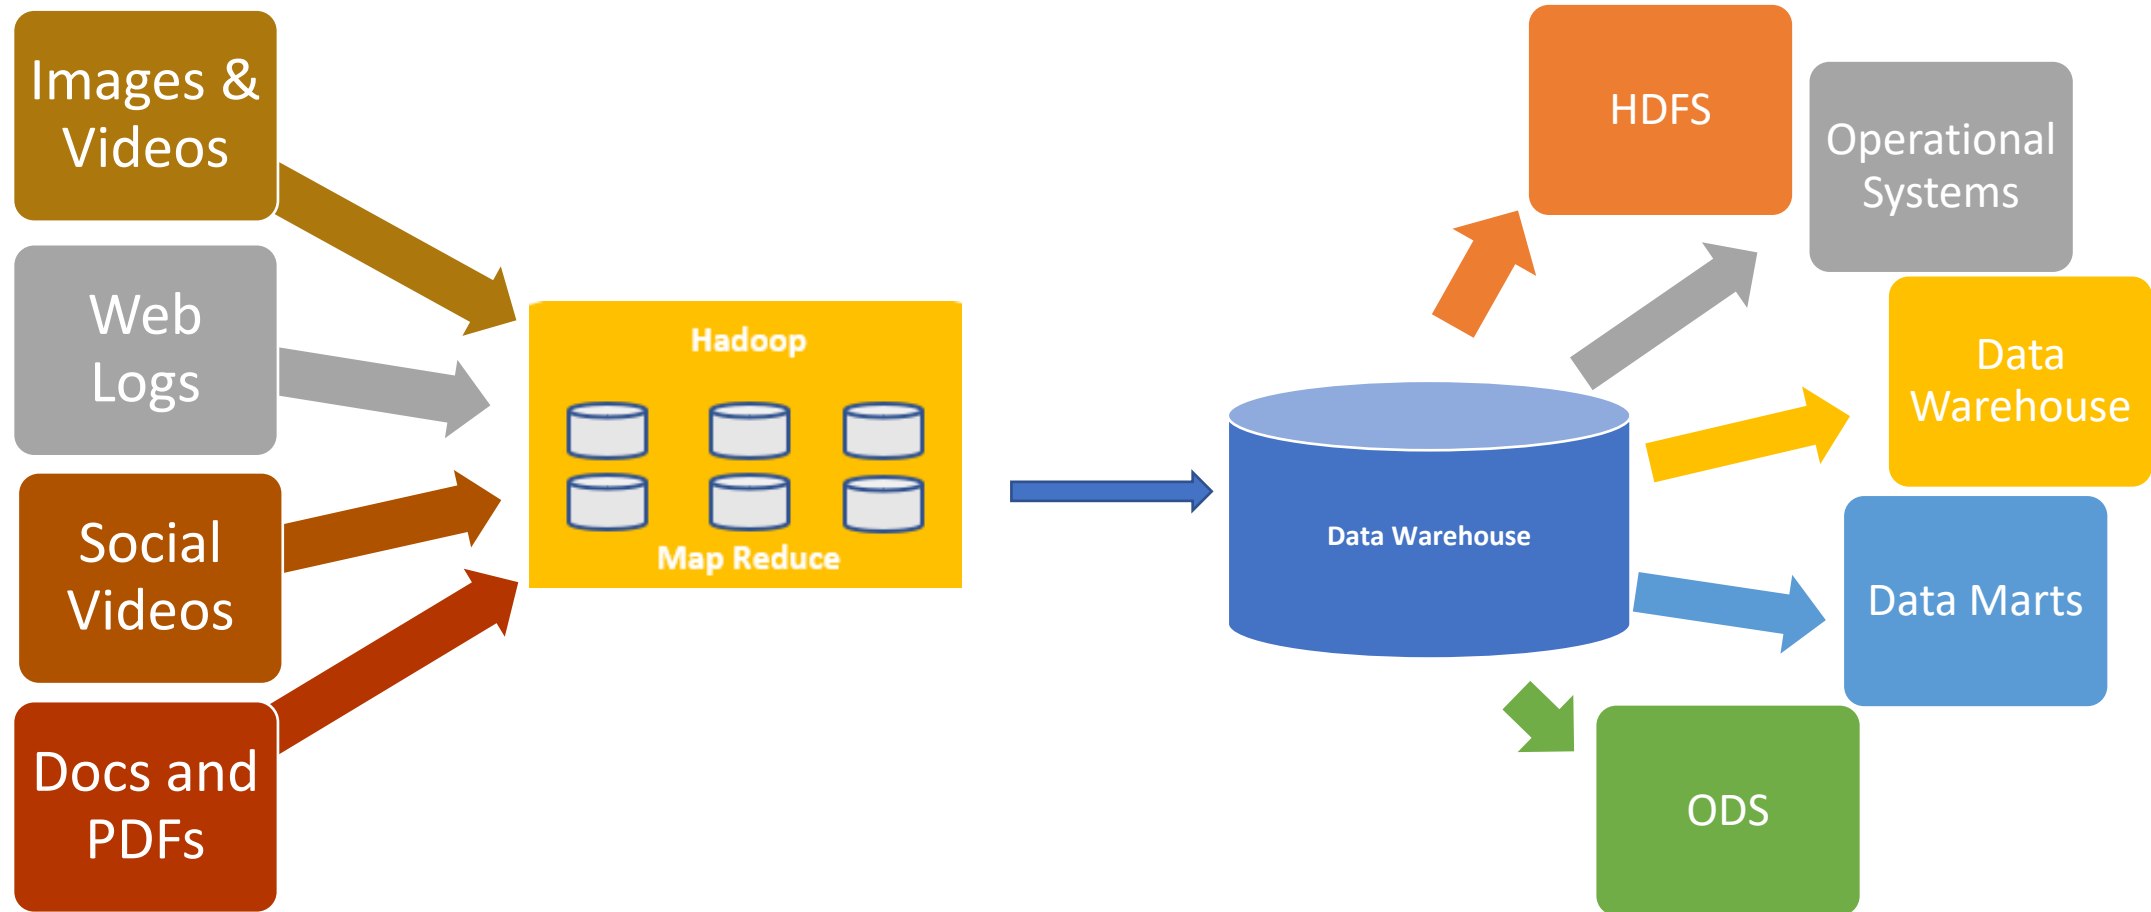 Images &
Videos
Web
Logs
Social
Videos
Docs and
PDFs
Hadoop
Map Reduce
Data Warehouse
HDFS
Operational
Systems
Data
Warehouse
Data Marts
ODS